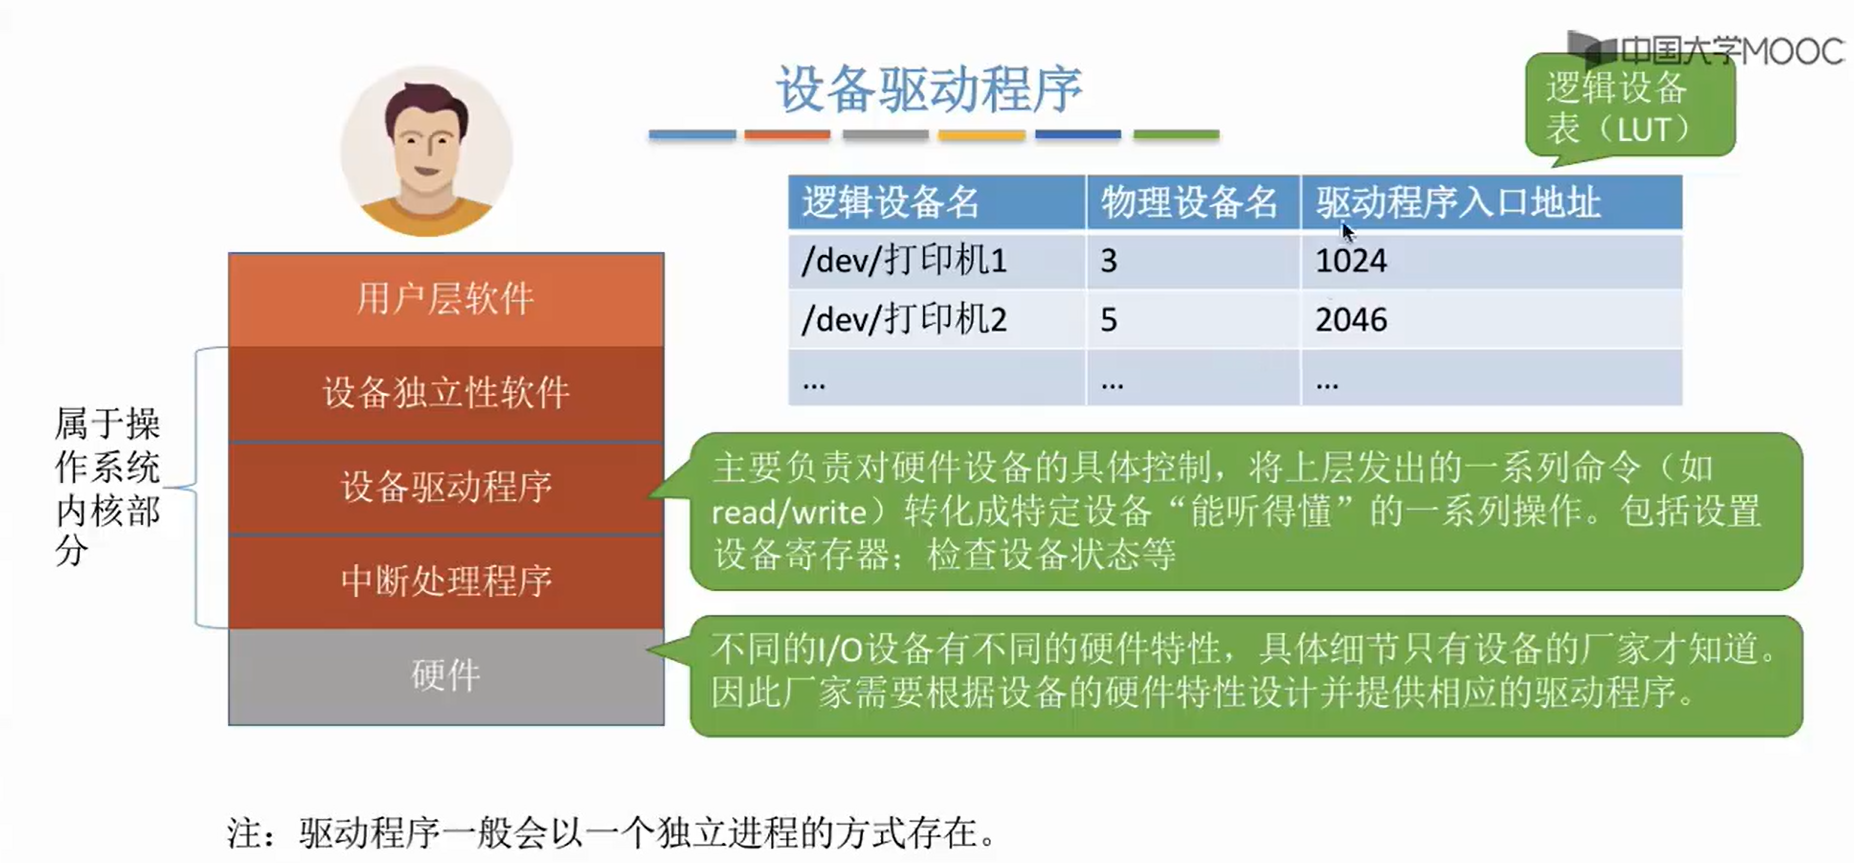 中国大学MOOC
设备驱动程序
逻辑设备
表（LUT）
逻辑设备名 物理设备名 驱动程序入口地址
/dev/打印机1 3 1024
/dev/打印机2 5 2046
... ... ...
用户层软件
设备独立性软件
设备驱动程序
中断处理程序
硬件
属于操
作系统
内核部
分
主要负责对硬件设备的具体控制，将上层发出的一系列命令（如
read/write）转化成特定设备“能听得懂”的一系列操作。包括设置
设备寄存器；检查设备状态等
不同的I/O设备有不同的硬件特性，具体细节只有设备的厂家才知道。
因此厂家需要根据设备的硬件特性设计并提供相应的驱动程序。
注：驱动程序一般会以一个独立进程的方式存在。